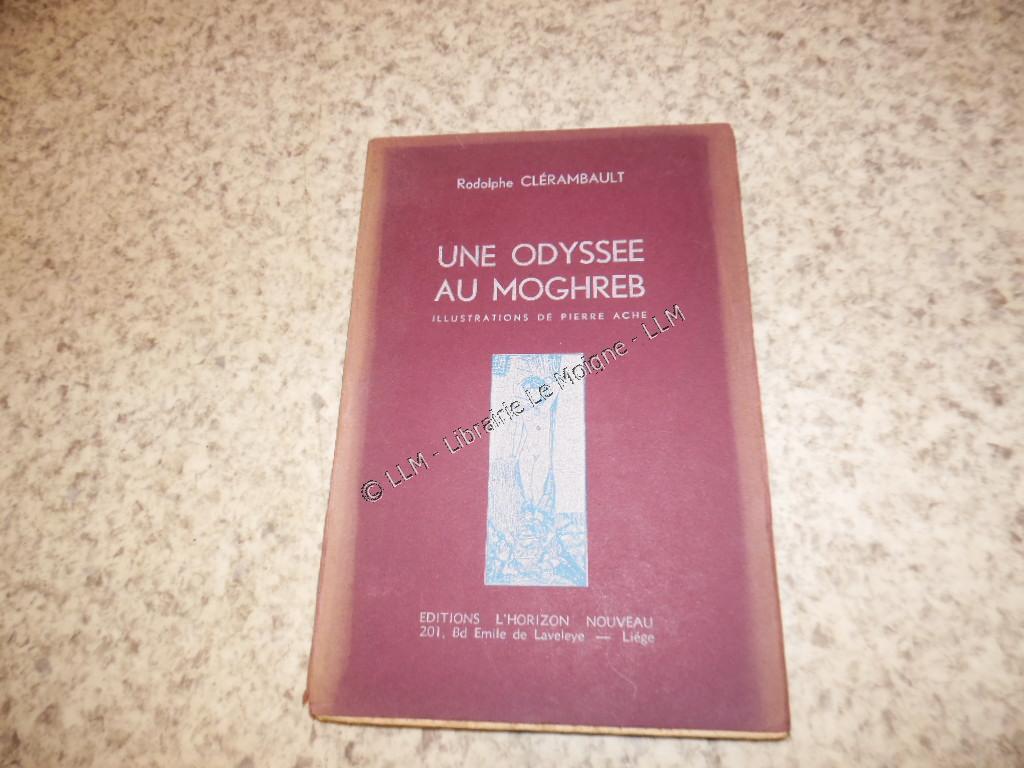 Rodolphe CLÉRAMBAULT
UNE ODYSSEE
AU MOGHREB
ILLUSTRATIONS DE PIERRE ACHE
© LLM - Librairie Le Moigne - LLM
EDITIONS L'HORIZON NOUVEAU
201, Bd Emile de Laveleye — Liége